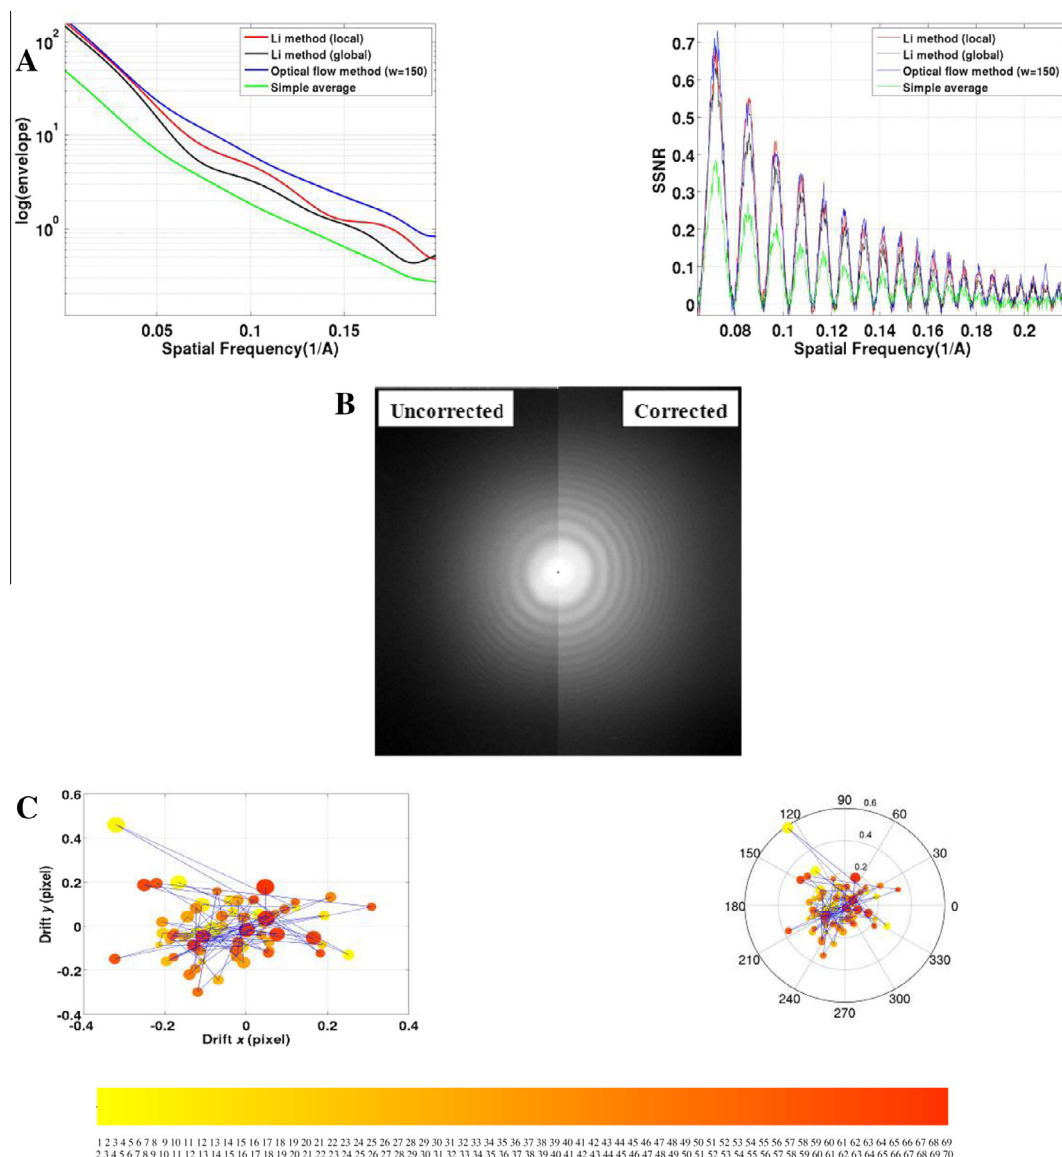 A
10²
10¹
10⁰
log(envelope)
Li method (local)
Li method (global)
Optical flow method (w=150)
Simple average
0.05 0.1 0.15
Spatial Frequency(1/A)
0.7
0.6
0.5
0.4
0.3
0.2
0.1
0
SSNR
Li method (local)
Li method (global)
Optical flow method (w=150)
Simple average
0.08 0.1 0.12 0.14 0.16 0.18 0.2
Spatial Frequency(1/A)
B
Uncorrected
Corrected
C
0.6
0.4
0.2
0
-0.2
-0.4
Drift y (pixel)
-0.4 -0.2 0 0.2 0.4
Drift x (pixel)
90
0.6
120
60
0.4
150
30
0.2
180
0
210
330
240
300
270
1 2 3 4 5 6 7 8 9 10 11 12 13 14 15 16 17 18 19 20 21 22 23 24 25 26 27 28 29 30 31 32 33 34 35 36 37 38 39 40 41 42 43 44 45 46 47 48 49 50 51 52 53 54 55 56 57 58 59 60 61 62 63 64 65 66 67 68 69
2 3 4 5 6 7 8 9 10 11 12 13 14 15 16 17 18 19 20 21 22 23 24 25 26 27 28 29 30 31 32 33 34 35 36 37 38 39 40 41 42 43 44 45 46 47 48 49 50 51 52 53 54 55 56 57 58 59 60 61 62 63 64 65 66 67 68 69 70